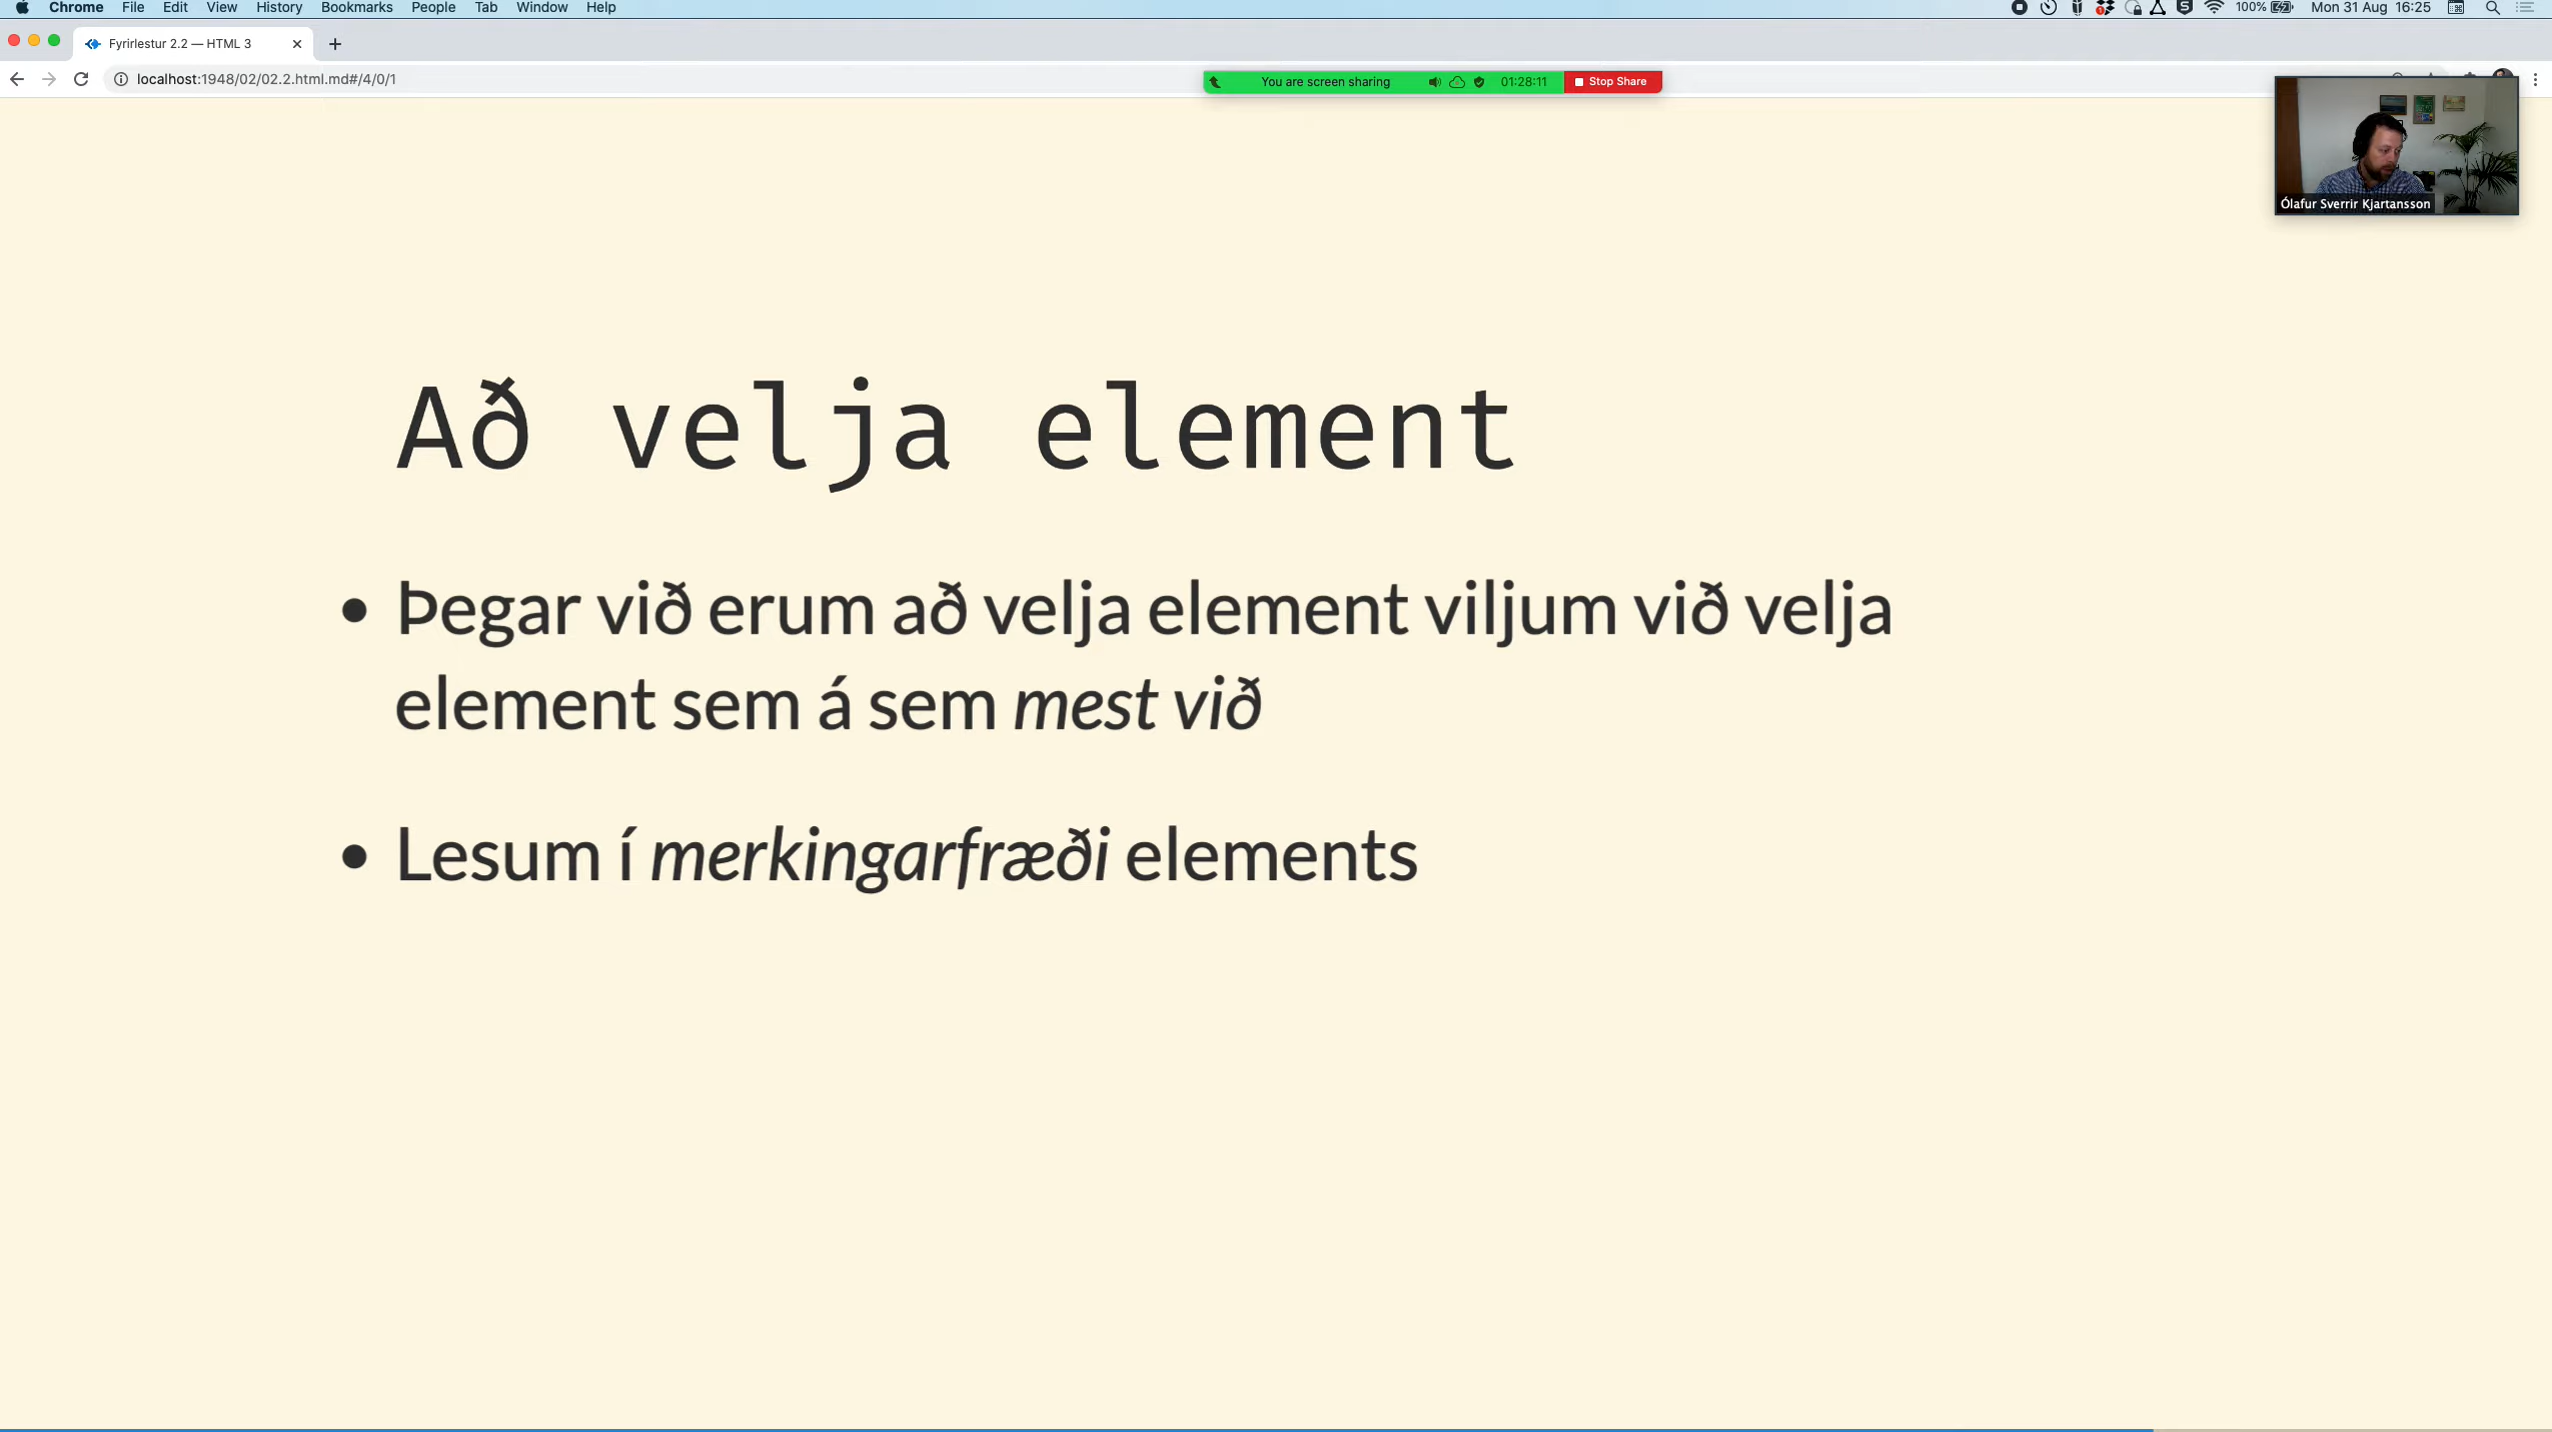 Chrome File Edit View History Bookmarks People Tab Window Help 100% Mon 31 Aug 16:25
Fyrirlestur 2.2 — HTML 3
localhost:1948/02/02.2.html.md#/4/0/1
You are screen sharing 01:28:11 Stop Share
Ólafur Sverrir Kjartansson
Að velja element
• Þegar við erum að velja element viljum við velja
element sem á sem mest við
• Lesum í merkingarfræði elements